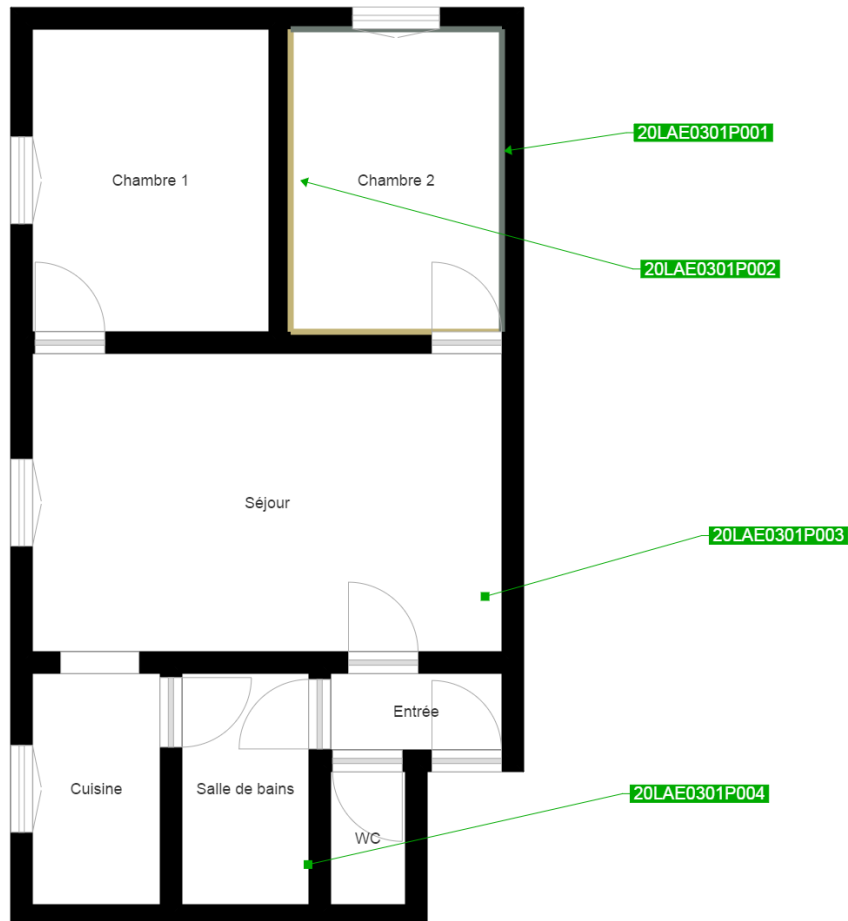 20LAE0301P001
Chambre 1
Chambre 2
20LAE0301P002
Séjour
20LAE0301P003
Entrée
Cuisine
Salle de bains
20LAE0301P004
WC